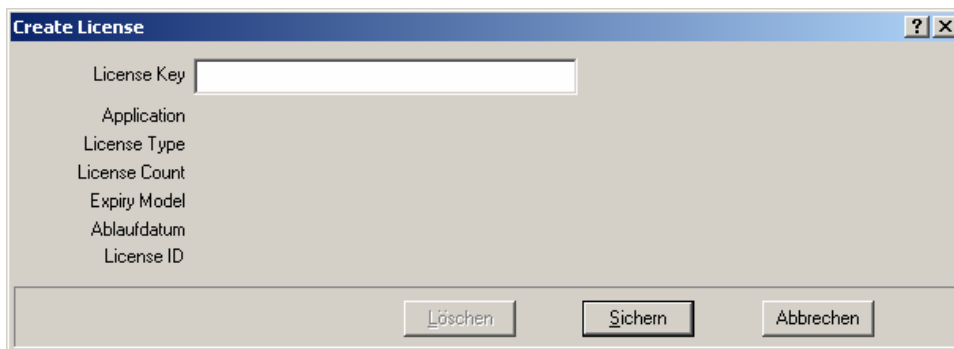 Create License
License Key
Application
License Type
License Count
Expiry Model
Ablaufdatum
License ID
Löschen Sichern Abbrechen